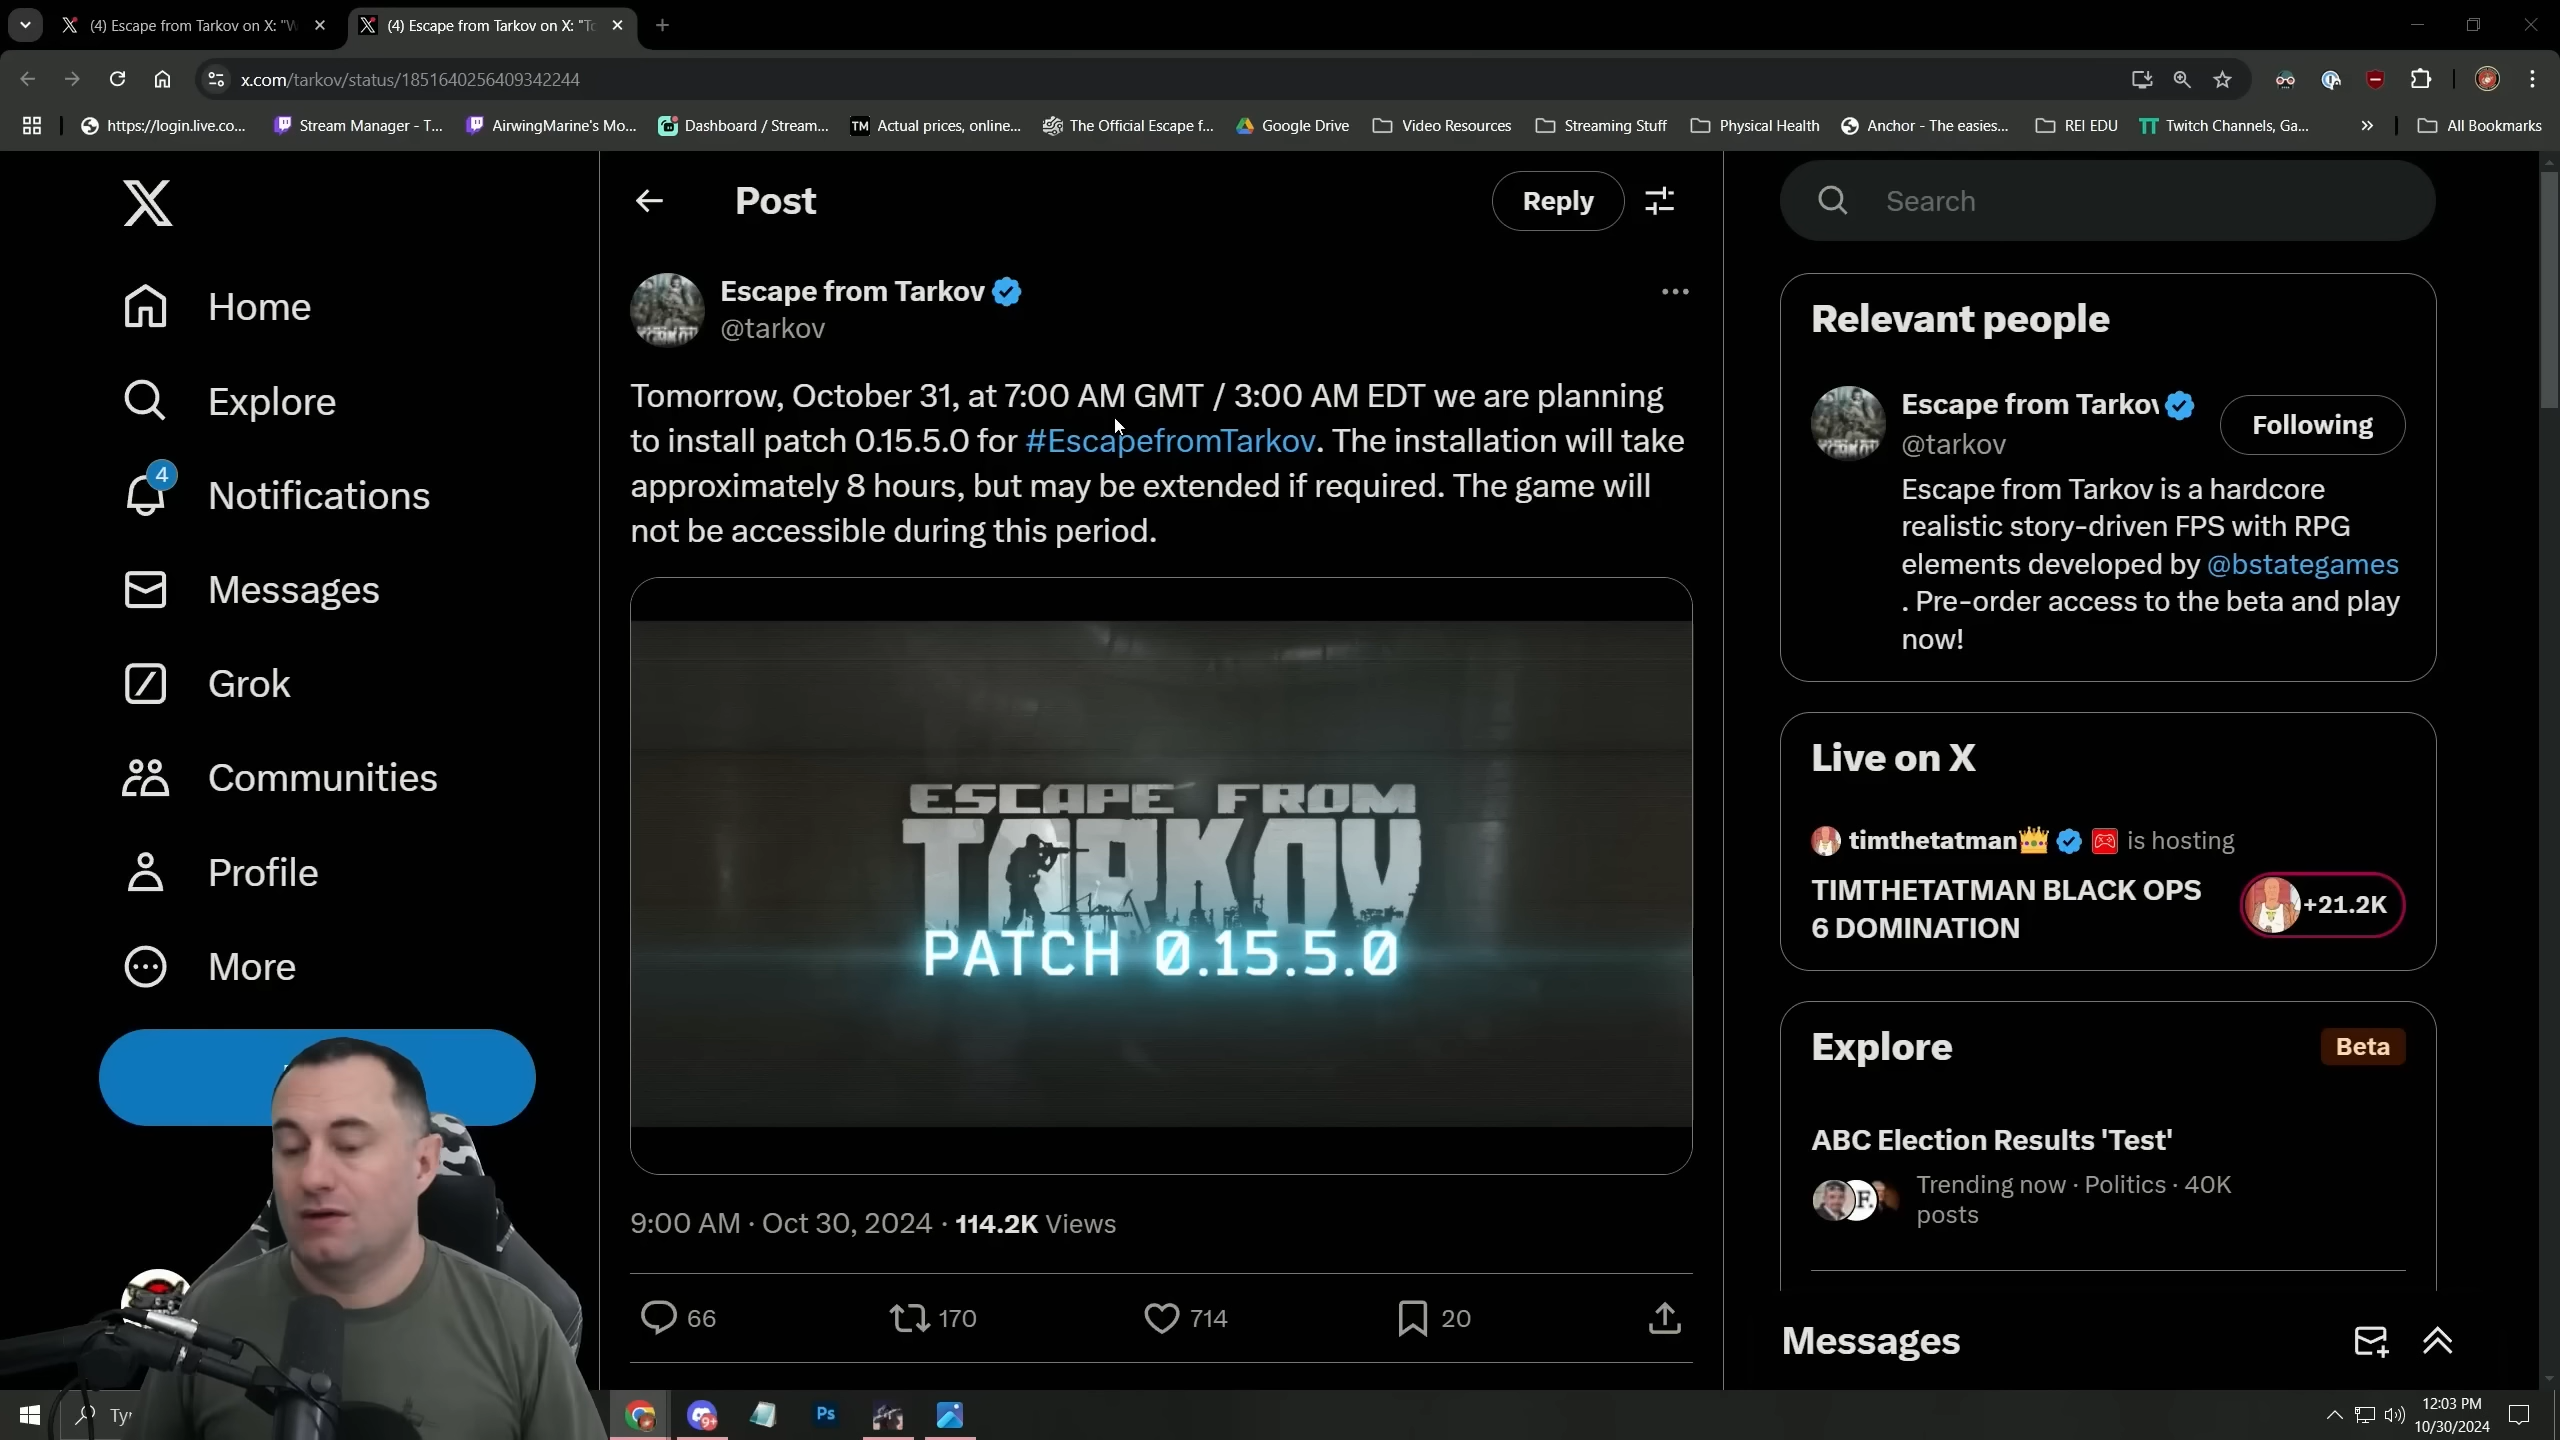 (4) Escape from Tarkov on X: "W
(4) Escape from Tarkov on X: "To
x.com/tarkov/status/1851640256409342244
https://login.live.co...
Stream Manager - T...
AirwingMarine's Mo...
Dashboard / Stream...
TM
Actual prices, online...
The Official Escape f...
Google Drive
Video Resources
Streaming Stuff
Physical Health
Anchor - The easies...
REI EDU
Twitch Channels, Ga...
All Bookmarks
Home
Explore
4
Notifications
Messages
Grok
Communities
Profile
More
Post
Reply
Escape from Tarkov
@tarkov
Tomorrow, October 31, at 7:00 AM GMT / 3:00 AM EDT we are planning
to install patch 0.15.5.0 for #EscapefromTarkov. The installation will take
approximately 8 hours, but may be extended if required. The game will
not be accessible during this period.
ESCAPE FROM
TARKOV
PATCH 0.15.5.0
9:00 AM · Oct 30, 2024 · 114.2K Views
66
170
714
20
Search
Relevant people
Escape from Tarkov
@tarkov
Following
Escape from Tarkov is a hardcore
realistic story-driven FPS with RPG
elements developed by @bstategames
. Pre-order access to the beta and play
now!
Live on X
timthetatman is hosting
TIMTHETATMAN BLACK OPS
6 DOMINATION
+21.2K
Explore
Beta
ABC Election Results 'Test'
Trending now · Politics · 40K
posts
Messages
Ty
9+
Ps
12:03 PM
10/30/2024